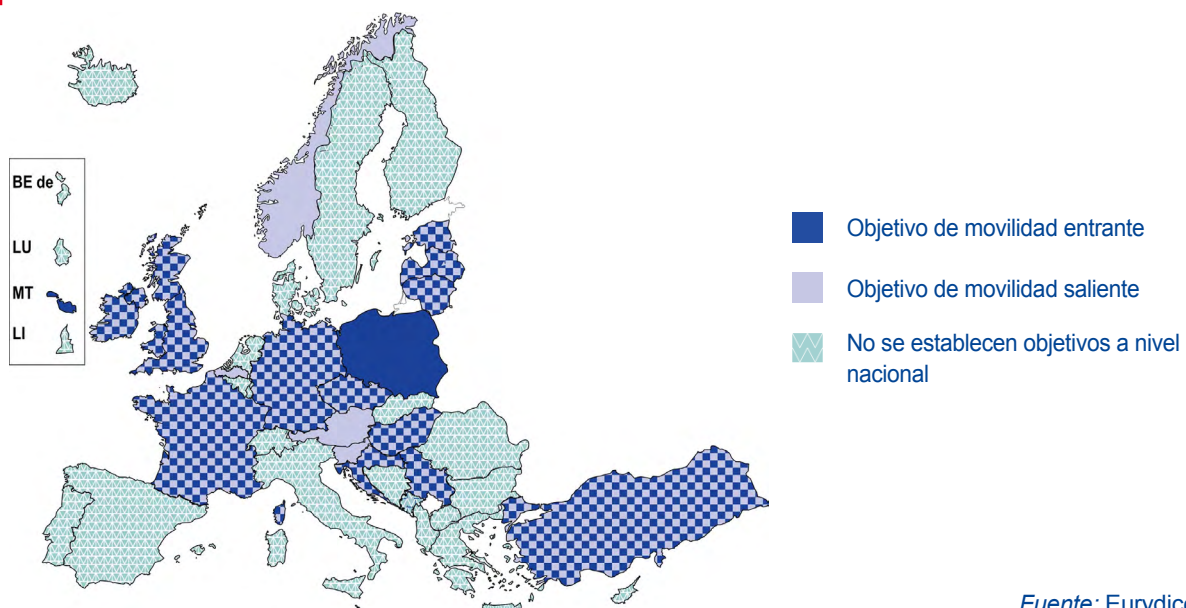 BE de
LU
MT
LI
Objetivo de movilidad entrante
Objetivo de movilidad saliente
No se establecen objetivos a nivel
nacional
Fuente: Eurydice